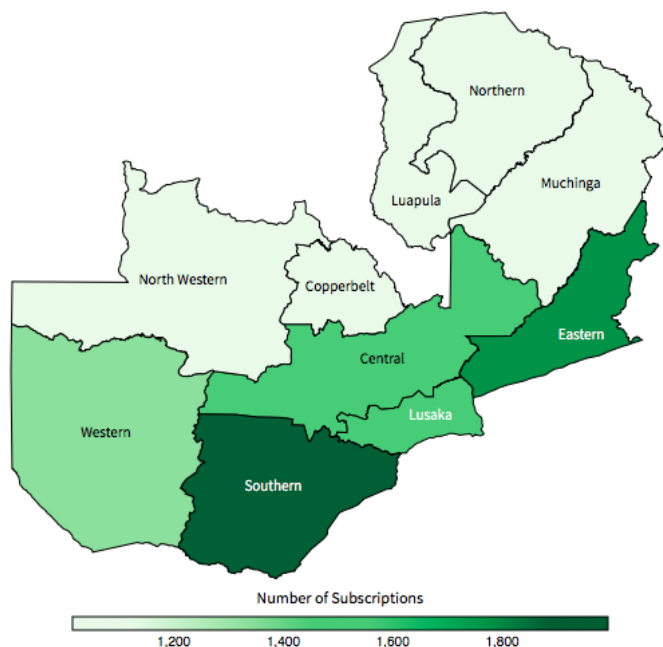 Northern
Muchinga
Luapula
North Western
Copperbelt
Eastern
Central
Lusaka
Western
Southern
Number of Subscriptions
1.200 1.400 1.600 1.800